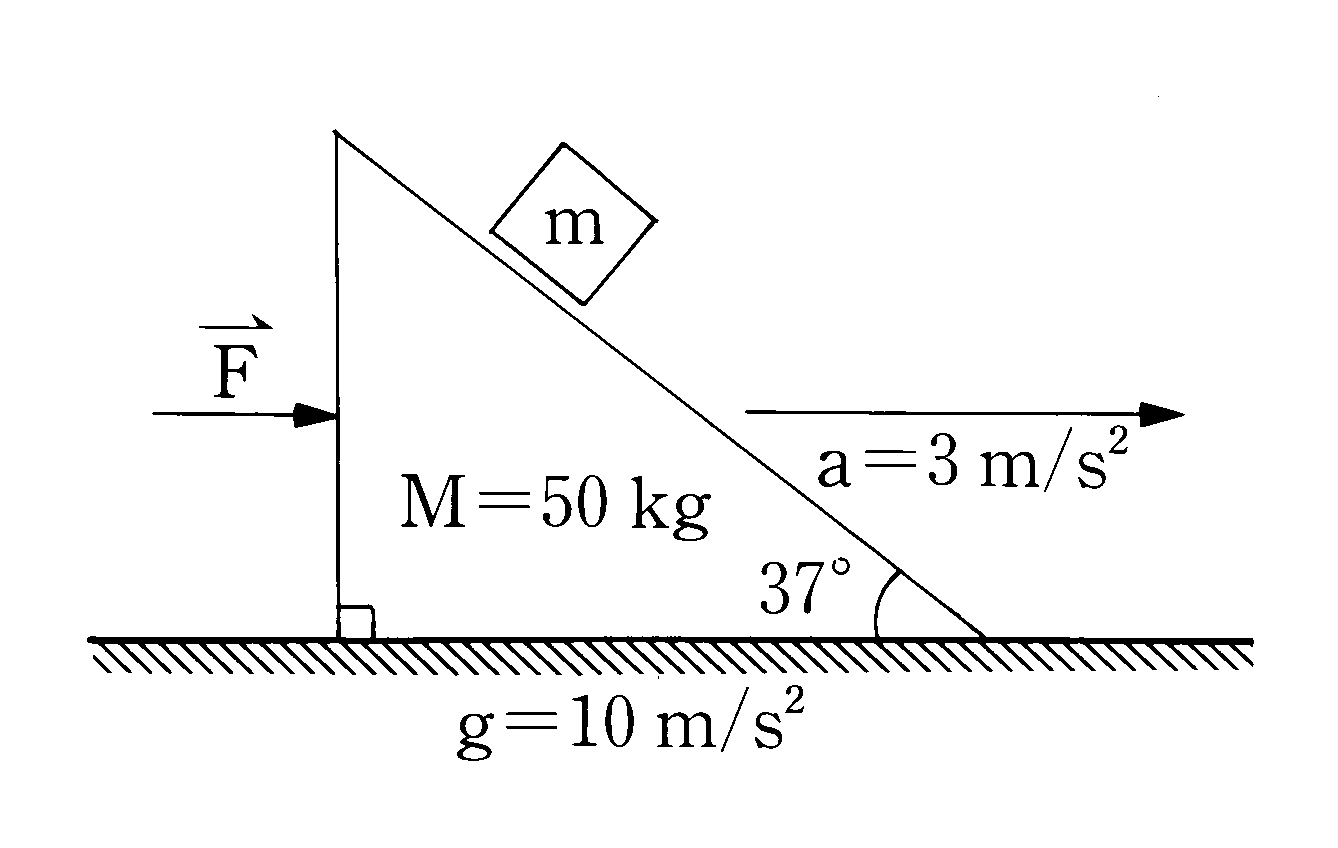 m
F
a=3 m/s²
M=50 kg
37°
g=10 m/s²